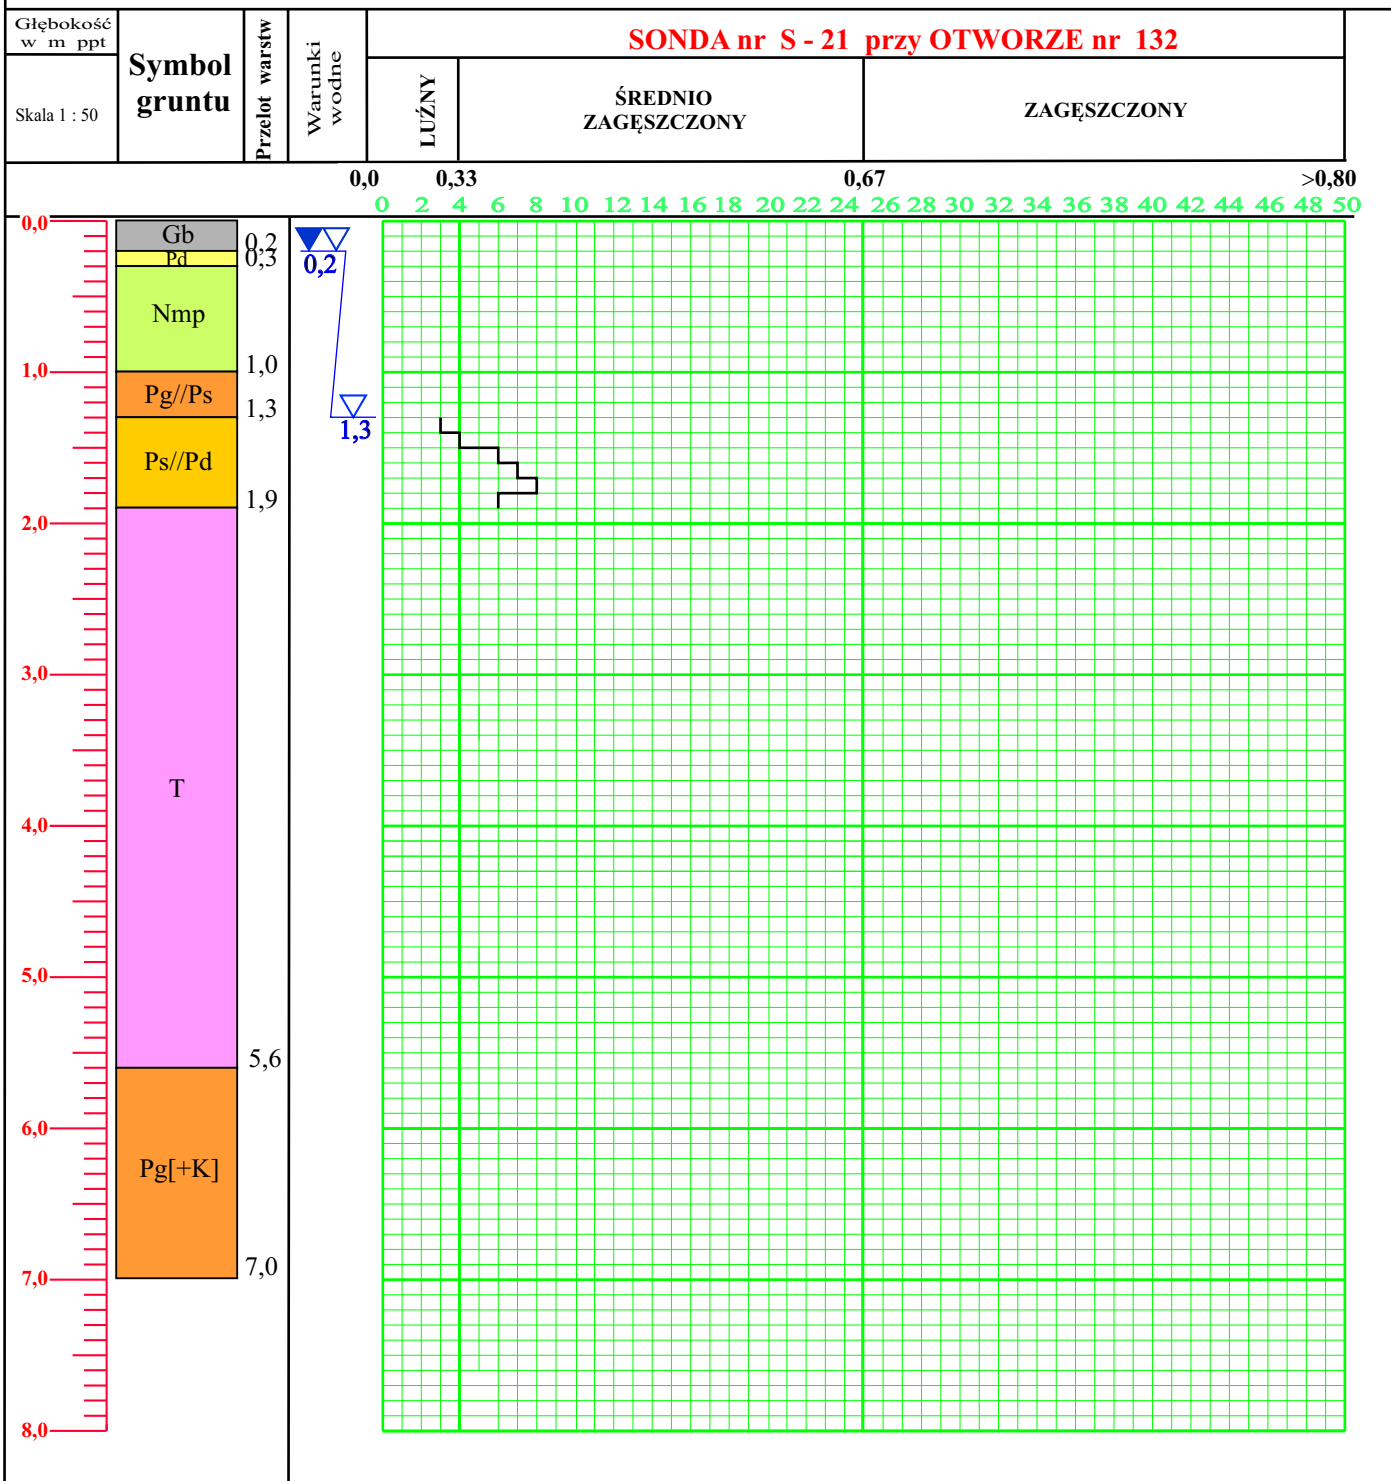 Głębokość
w m ppt
Skala 1 : 50
Symbol
gruntu
Przelot warstw
Warunki
wodne
SONDA nr S - 21 przy OTWORZE nr 132
LUŹNY
ŚREDNIO
ZAGĘSZCZONY
ZAGĘSZCZONY
0,0 0,33 0,67 >0,80
0 2 4 6 8 10 12 14 16 18 20 22 24 26 28 30 32 34 36 38 40 42 44 46 48 50
0,0
Gb
0,2
Pd
0,3
0,2
Nmp
1,0
1,0
Pg//Ps
1,3
1,3
Ps//Pd
1,9
2,0
3,0
T
4,0
5,0
5,6
6,0
Pg[+K]
7,0
7,0
8,0